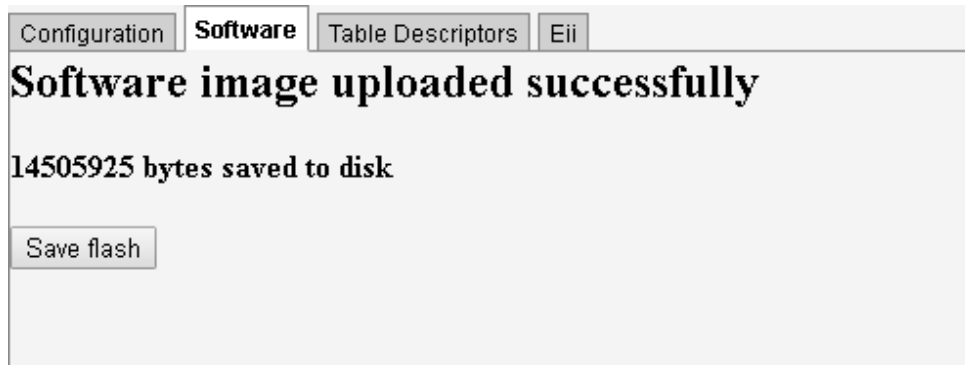 Configuration Software Table Descriptors Eii
Software image uploaded successfully
14505925 bytes saved to disk
Save flash